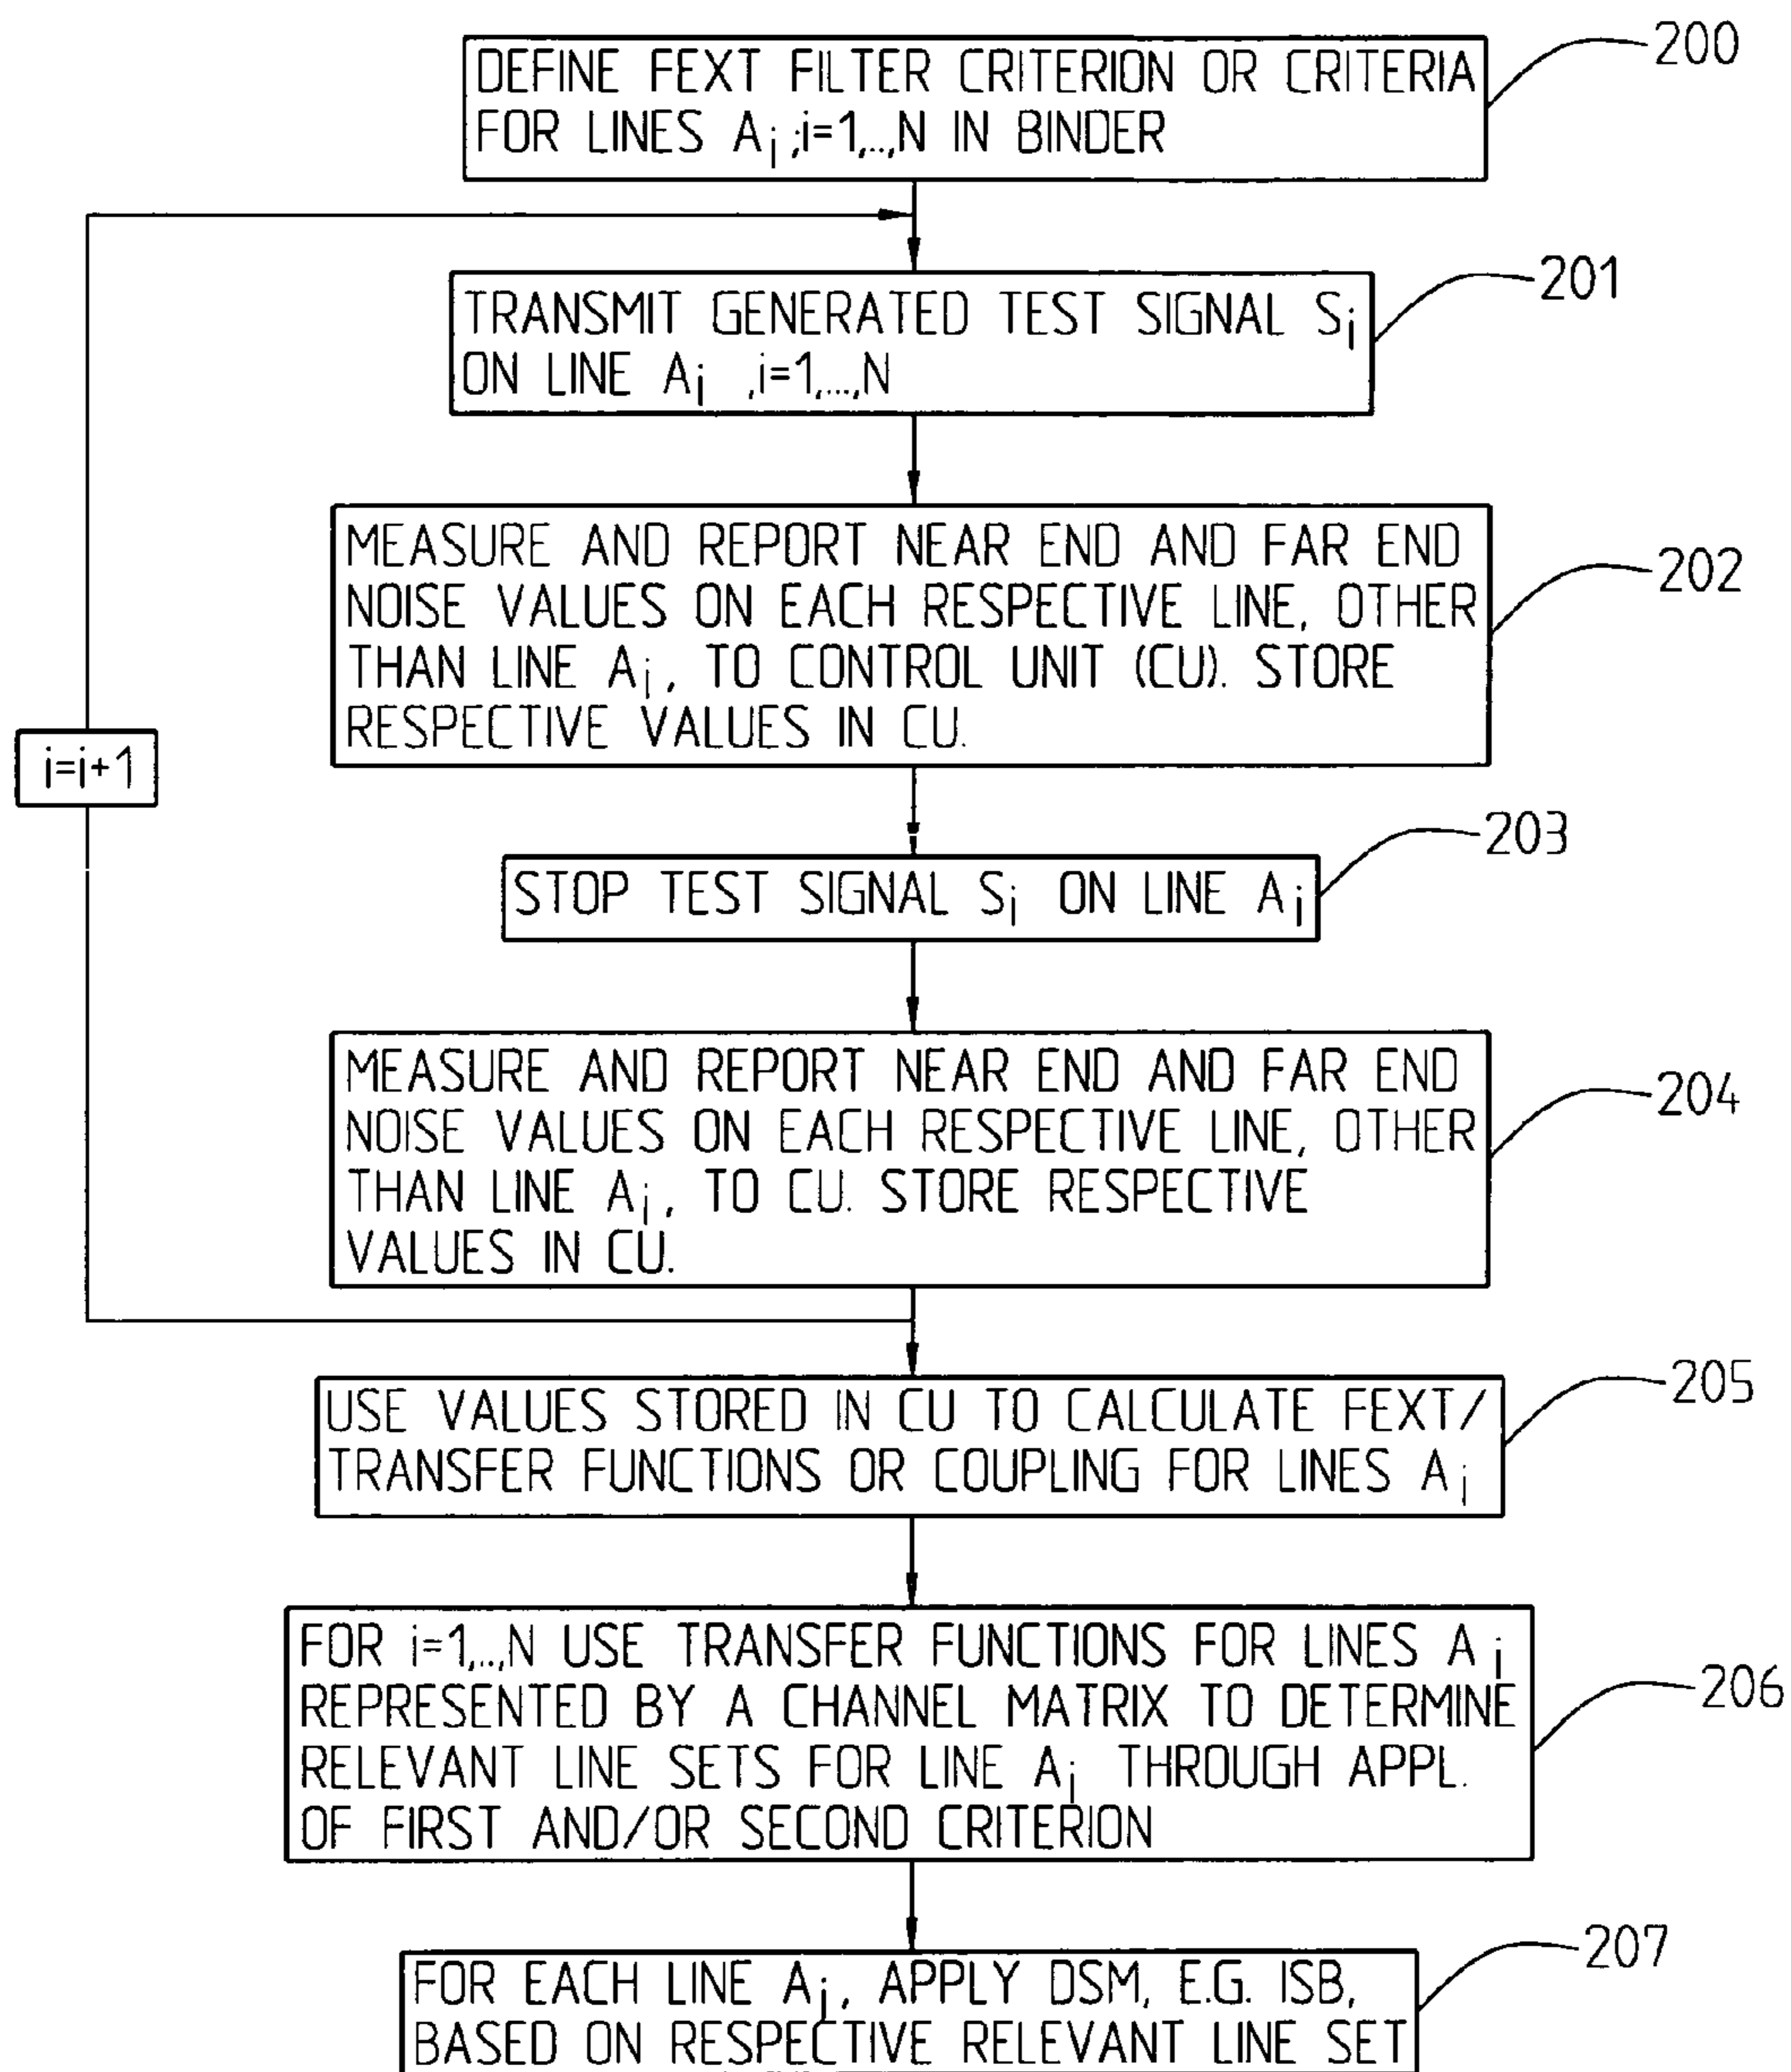 200
DEFINE FEXT FILTER CRITERION OR CRITERIA
FOR LINES Ai ;i=1,..,N IN BINDER
201
TRANSMIT GENERATED TEST SIGNAL Si
ON LINE Ai ,i=1,...,N
202
MEASURE AND REPORT NEAR END AND FAR END
NOISE VALUES ON EACH RESPECTIVE LINE, OTHER
THAN LINE Ai, TO CONTROL UNIT (CU). STORE
RESPECTIVE VALUES IN CU.
i=i+1
203
STOP TEST SIGNAL Si ON LINE Ai
204
MEASURE AND REPORT NEAR END AND FAR END
NOISE VALUES ON EACH RESPECTIVE LINE, OTHER
THAN LINE Ai, TO CU. STORE RESPECTIVE
VALUES IN CU.
205
USE VALUES STORED IN CU TO CALCULATE FEXT/
TRANSFER FUNCTIONS OR COUPLING FOR LINES Ai
206
FOR i=1,..,N USE TRANSFER FUNCTIONS FOR LINES Ai
REPRESENTED BY A CHANNEL MATRIX TO DETERMINE
RELEVANT LINE SETS FOR LINE Ai THROUGH APPL.
OF FIRST AND/OR SECOND CRITERION
207
FOR EACH LINE Ai, APPLY DSM, E.G. ISB,
BASED ON RESPECTIVE RELEVANT LINE SET